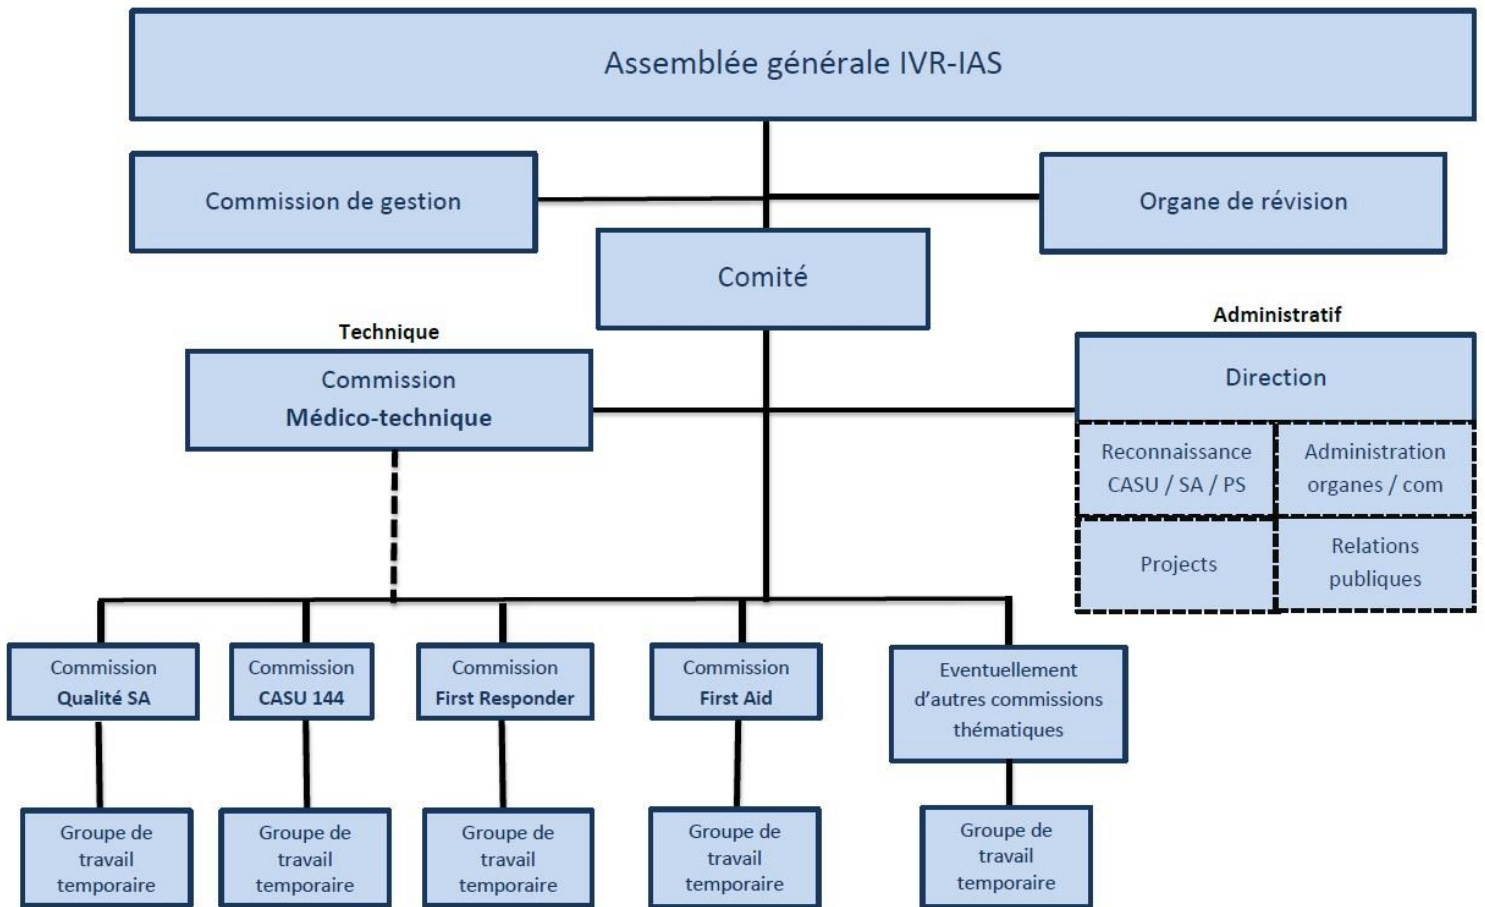 Assemblée générale IVR-IAS
Commission de gestion
Organe de révision
Comité
Technique
Commission
Médico-technique
Administratif
Direction
Reconnaissance
CASU / SA / PS
Administration
organes / com
Projects
Relations
publiques
Commission
Qualité SA
Commission
CASU 144
Commission
First Responder
Commission
First Aid
Eventuellement
d'autres commissions
thématiques
Groupe de
travail
temporaire
Groupe de
travail
temporaire
Groupe de
travail
temporaire
Groupe de
travail
temporaire
Groupe de
travail
temporaire